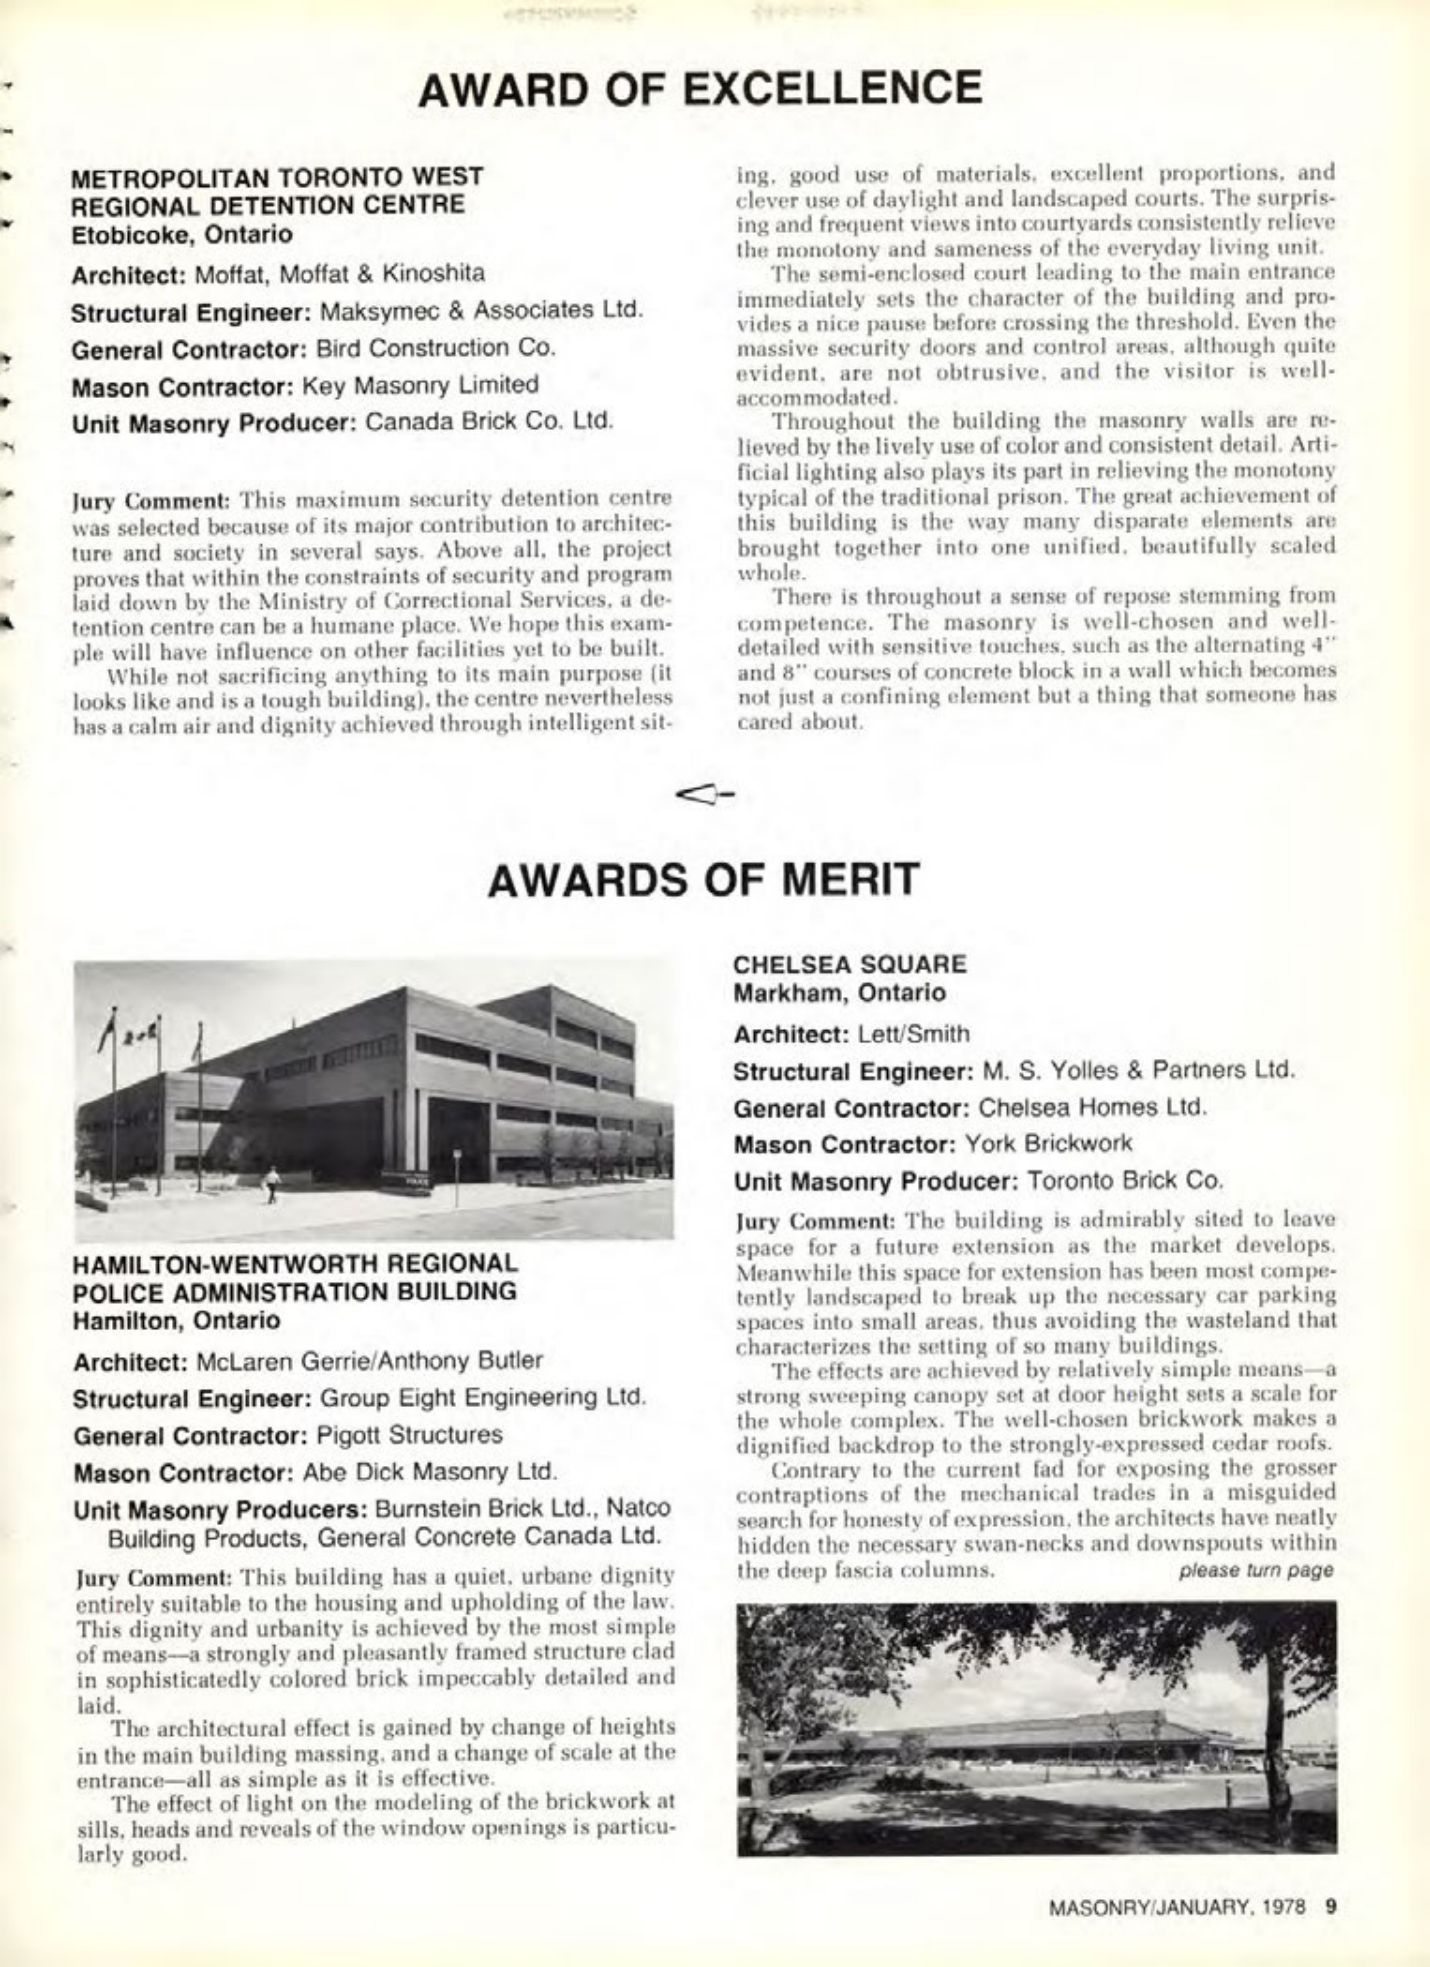 AWARD OF EXCELLENCE
METROPOLITAN TORONTO WEST
REGIONAL DETENTION CENTRE
Etobicoke, Ontario
Architect: Moffat, Moffat & Kinoshita
Structural Engineer: Maksymec & Associates Ltd.
General Contractor: Bird Construction Co.
Mason Contractor: Key Masonry Limited
Unit Masonry Producer: Canada Brick Co. Ltd.
Jury Comment: This maximum security detention centre
was selected because of its major contribution to architec-
ture and society in several says. Above all, the project
proves that within the constraints of security and program
laid down by the Ministry of Correctional Services, a de-
tention centre can be a humane place. We hope this exam-
ple will have influence on other facilities yet to be built.
While not sacrificing anything to its main purpose (it
looks like and is a tough building), the centre nevertheless
has a calm air and dignity achieved through intelligent sit-
ing, good use of materials, excellent proportions, and
clever use of daylight and landscaped courts. The surpris-
ing and frequent views into courtyards consistently relieve
the monotony and sameness of the everyday living unit.
The semi-enclosed court leading to the main entrance
immediately sets the character of the building and pro-
vides a nice pause before crossing the threshold. Even the
massive security doors and control areas, although quite
evident, are not obtrusive, and the visitor is well-
accommodated.
Throughout the building the masonry walls are re-
lieved by the lively use of color and consistent detail. Arti-
ficial lighting also plays its part in relieving the monotony
typical of the traditional prison. The great achievement of
this building is the way many disparate elements are
brought together into one unified, beautifully scaled
whole.
There is throughout a sense of repose stemming from
competence. The masonry is well-chosen and well-
detailed with sensitive touches, such as the alternating 4"
and 8" courses of concrete block in a wall which becomes
not just a confining element but a thing that someone has
cared about.
AWARDS OF MERIT
POLICE
HAMILTON-WENTWORTH REGIONAL
POLICE ADMINISTRATION BUILDING
Hamilton, Ontario
Architect: McLaren Gerrie/Anthony Butler
Structural Engineer: Group Eight Engineering Ltd.
General Contractor: Pigott Structures
Mason Contractor: Abe Dick Masonry Ltd.
Unit Masonry Producers: Burnstein Brick Ltd., Natco
Building Products, General Concrete Canada Ltd.
Jury Comment: This building has a quiet, urbane dignity
entirely suitable to the housing and upholding of the law.
This dignity and urbanity is achieved by the most simple
of means—a strongly and pleasantly framed structure clad
in sophisticatedly colored brick impeccably detailed and
laid.
The architectural effect is gained by change of heights
in the main building massing, and a change of scale at the
entrance—all as simple as it is effective.
The effect of light on the modeling of the brickwork at
sills, heads and reveals of the window openings is particu-
larly good.
CHELSEA SQUARE
Markham, Ontario
Architect: Lett/Smith
Structural Engineer: M. S. Yolles & Partners Ltd.
General Contractor: Chelsea Homes Ltd.
Mason Contractor: York Brickwork
Unit Masonry Producer: Toronto Brick Co.
Jury Comment: The building is admirably sited to leave
space for a future extension as the market develops.
Meanwhile this space for extension has been most compe-
tently landscaped to break up the necessary car parking
spaces into small areas, thus avoiding the wasteland that
characterizes the setting of so many buildings.
The effects are achieved by relatively simple means—a
strong sweeping canopy set at door height sets a scale for
the whole complex. The well-chosen brickwork makes a
dignified backdrop to the strongly-expressed cedar roofs.
Contrary to the current fad for exposing the grosser
contraptions of the mechanical trades in a misguided
search for honesty of expression, the architects have neatly
hidden the necessary swan-necks and downspouts within
the deep fascia columns. please turn page
MASONRY/JANUARY, 1978 9